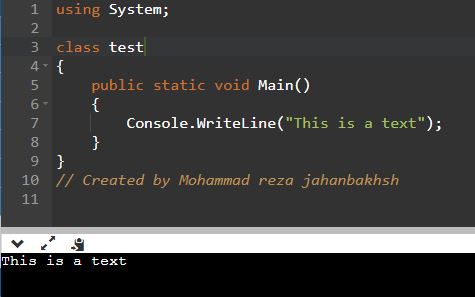 1 using System;
2
3 class test
4 {
5 public static void Main()
6 {
7 Console.WriteLine("This is a text");
8 }
9 }
10 // Created by Mohammad reza jahanbakhsh
11
This is a text